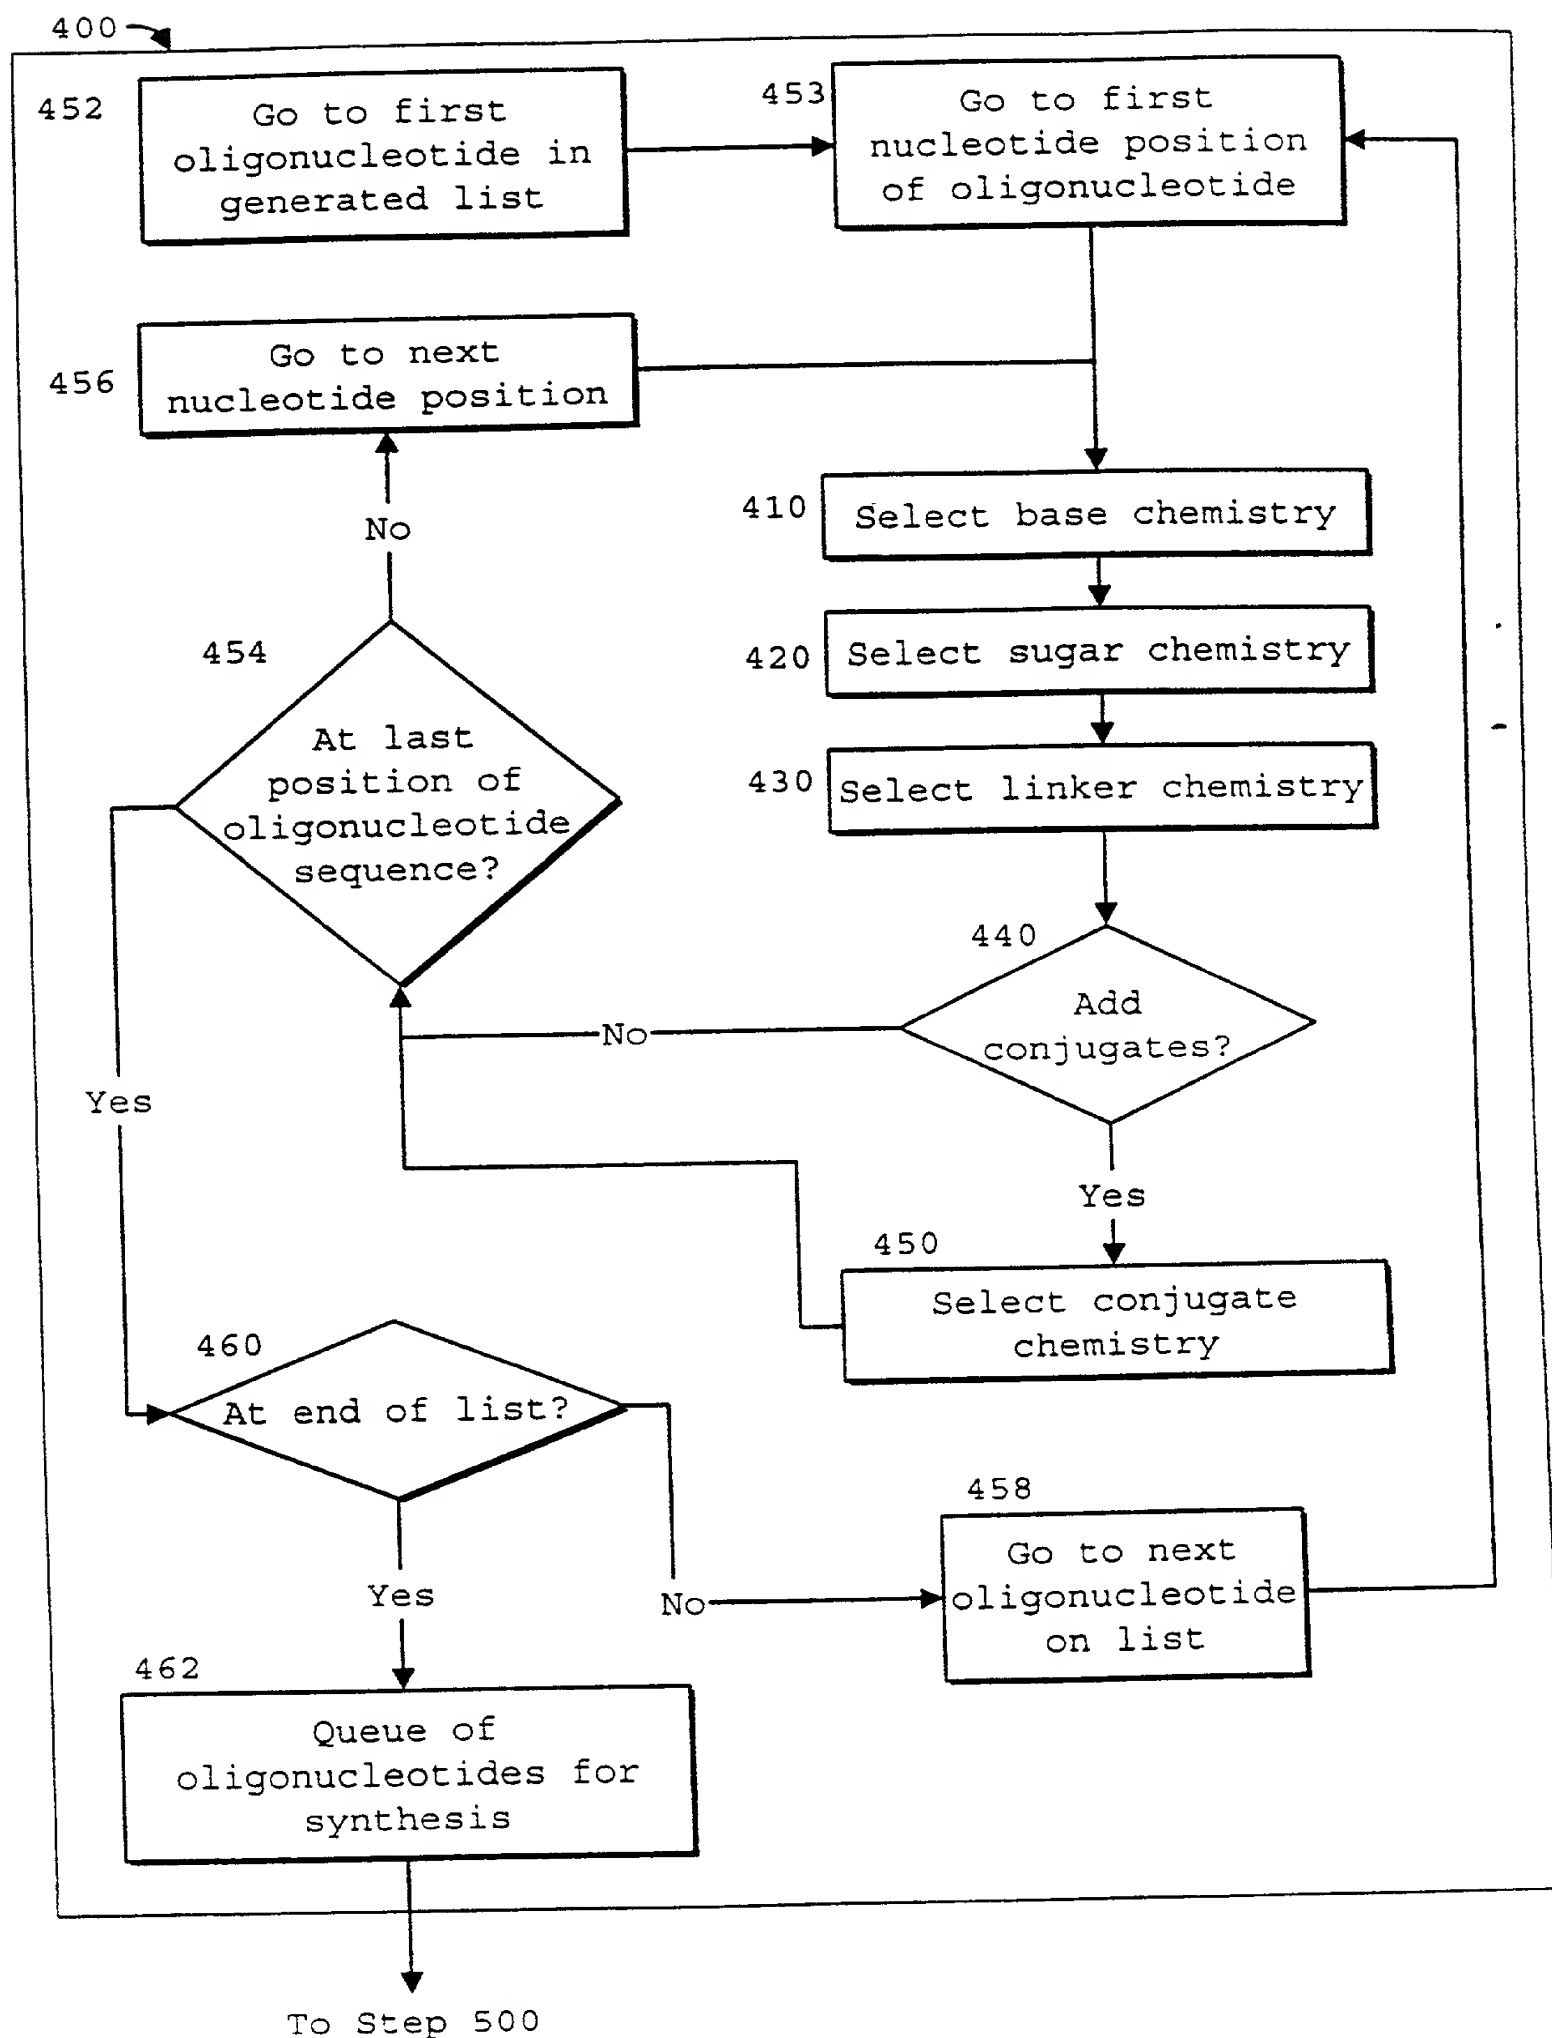 400
452
Go to first
oligonucleotide in
generated list
453
Go to first
nucleotide position
of oligonucleotide
456
Go to next
nucleotide position
No
410
Select base chemistry
420
Select sugar chemistry
430
Select linker chemistry
454
At last
position of
oligonucleotide
sequence?
440
Add
conjugates?
No
Yes
Yes
450
Select conjugate
chemistry
460
At end of list?
458
Go to next
oligonucleotide
on list
Yes
No
462
Queue of
oligonucleotides for
synthesis
To Step 500